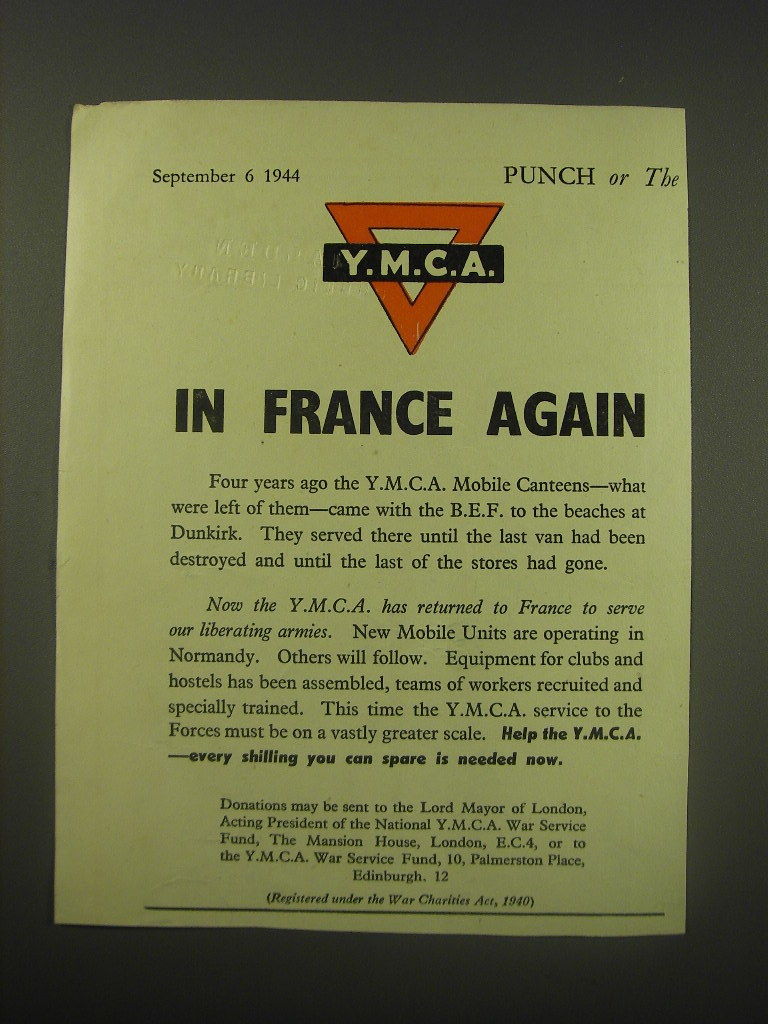 September 6 1944
PUNCH or The
Y.M.C.A.
IN FRANCE AGAIN
Four years ago the Y.M.C.A. Mobile Canteens—what
were left of them—came with the B.E.F. to the beaches at
Dunkirk. They served there until the last van had been
destroyed and until the last of the stores had gone.
Now the Y.M.C.A. has returned to France to serve
our liberating armies. New Mobile Units are operating in
Normandy. Others will follow. Equipment for clubs and
hostels has been assembled, teams of workers recruited and
specially trained. This time the Y.M.C.A. service to the
Forces must be on a vastly greater scale. Help the Y.M.C.A.
—every shilling you can spare is needed now.
Donations may be sent to the Lord Mayor of London,
Acting President of the National Y.M.C.A. War Service
Fund, The Mansion House, London, E.C.4, or to
the Y.M.C.A. War Service Fund, 10, Palmerston Place,
Edinburgh. 12
(Registered under the War Charities Act, 1940)